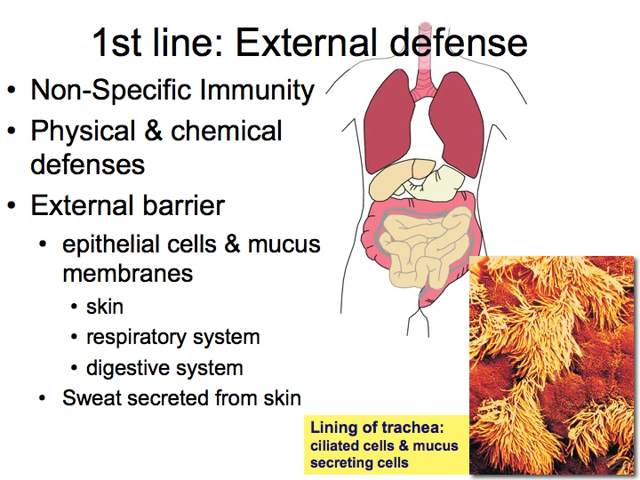 1st line: External defense
• Non-Specific Immunity
• Physical & chemical
defenses
• External barrier
• epithelial cells & mucus
membranes
• skin
• respiratory system
• digestive system
• Sweat secreted from skin
Lining of trachea:
ciliated cells & mucus
secreting cells